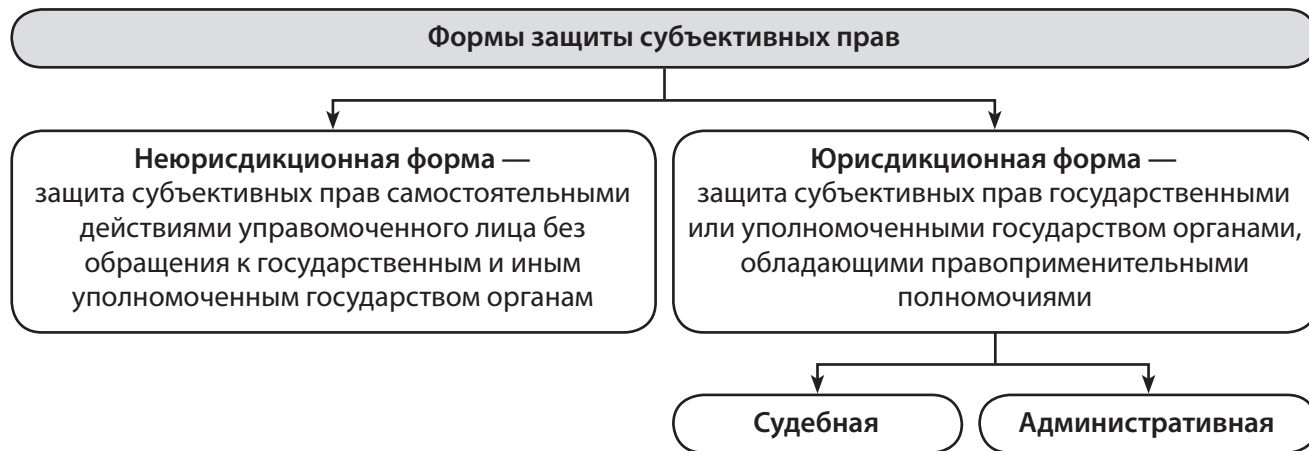 Формы защиты субъективных прав
Неюрисдикционная форма —
защита субъективных прав самостоятельными
действиями управомоченного лица без
обращения к государственным и иным
уполномоченным государством органам
Юрисдикционная форма —
защита субъективных прав государственными
или уполномоченными государством органами,
обладающими правоприменительными
полномочиями
Судебная
Административная